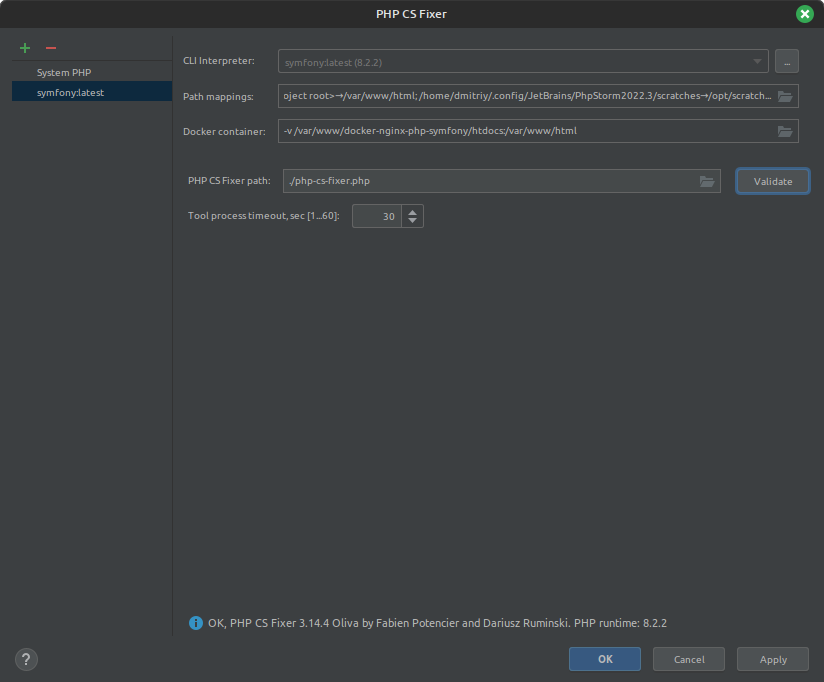 PHP CS Fixer
System PHP
symfony:latest
CLI Interpreter:
symfony:latest (8.2.2)
...
Path mappings:
oject root>→/var/www/html;/home/dmitriy/.config/JetBrains/PhpStorm2022.3/scratches→/opt/scratch...
Docker container:
-v /var/www/docker-nginx-php-symfony/htdocs:/var/www/html
PHP CS Fixer path:
./php-cs-fixer.php
Validate
Tool process timeout, sec [1...60]:
30
OK, PHP CS Fixer 3.14.4 Oliva by Fabien Potencier and Dariusz Ruminski. PHP runtime: 8.2.2
?
OK
Cancel
Apply